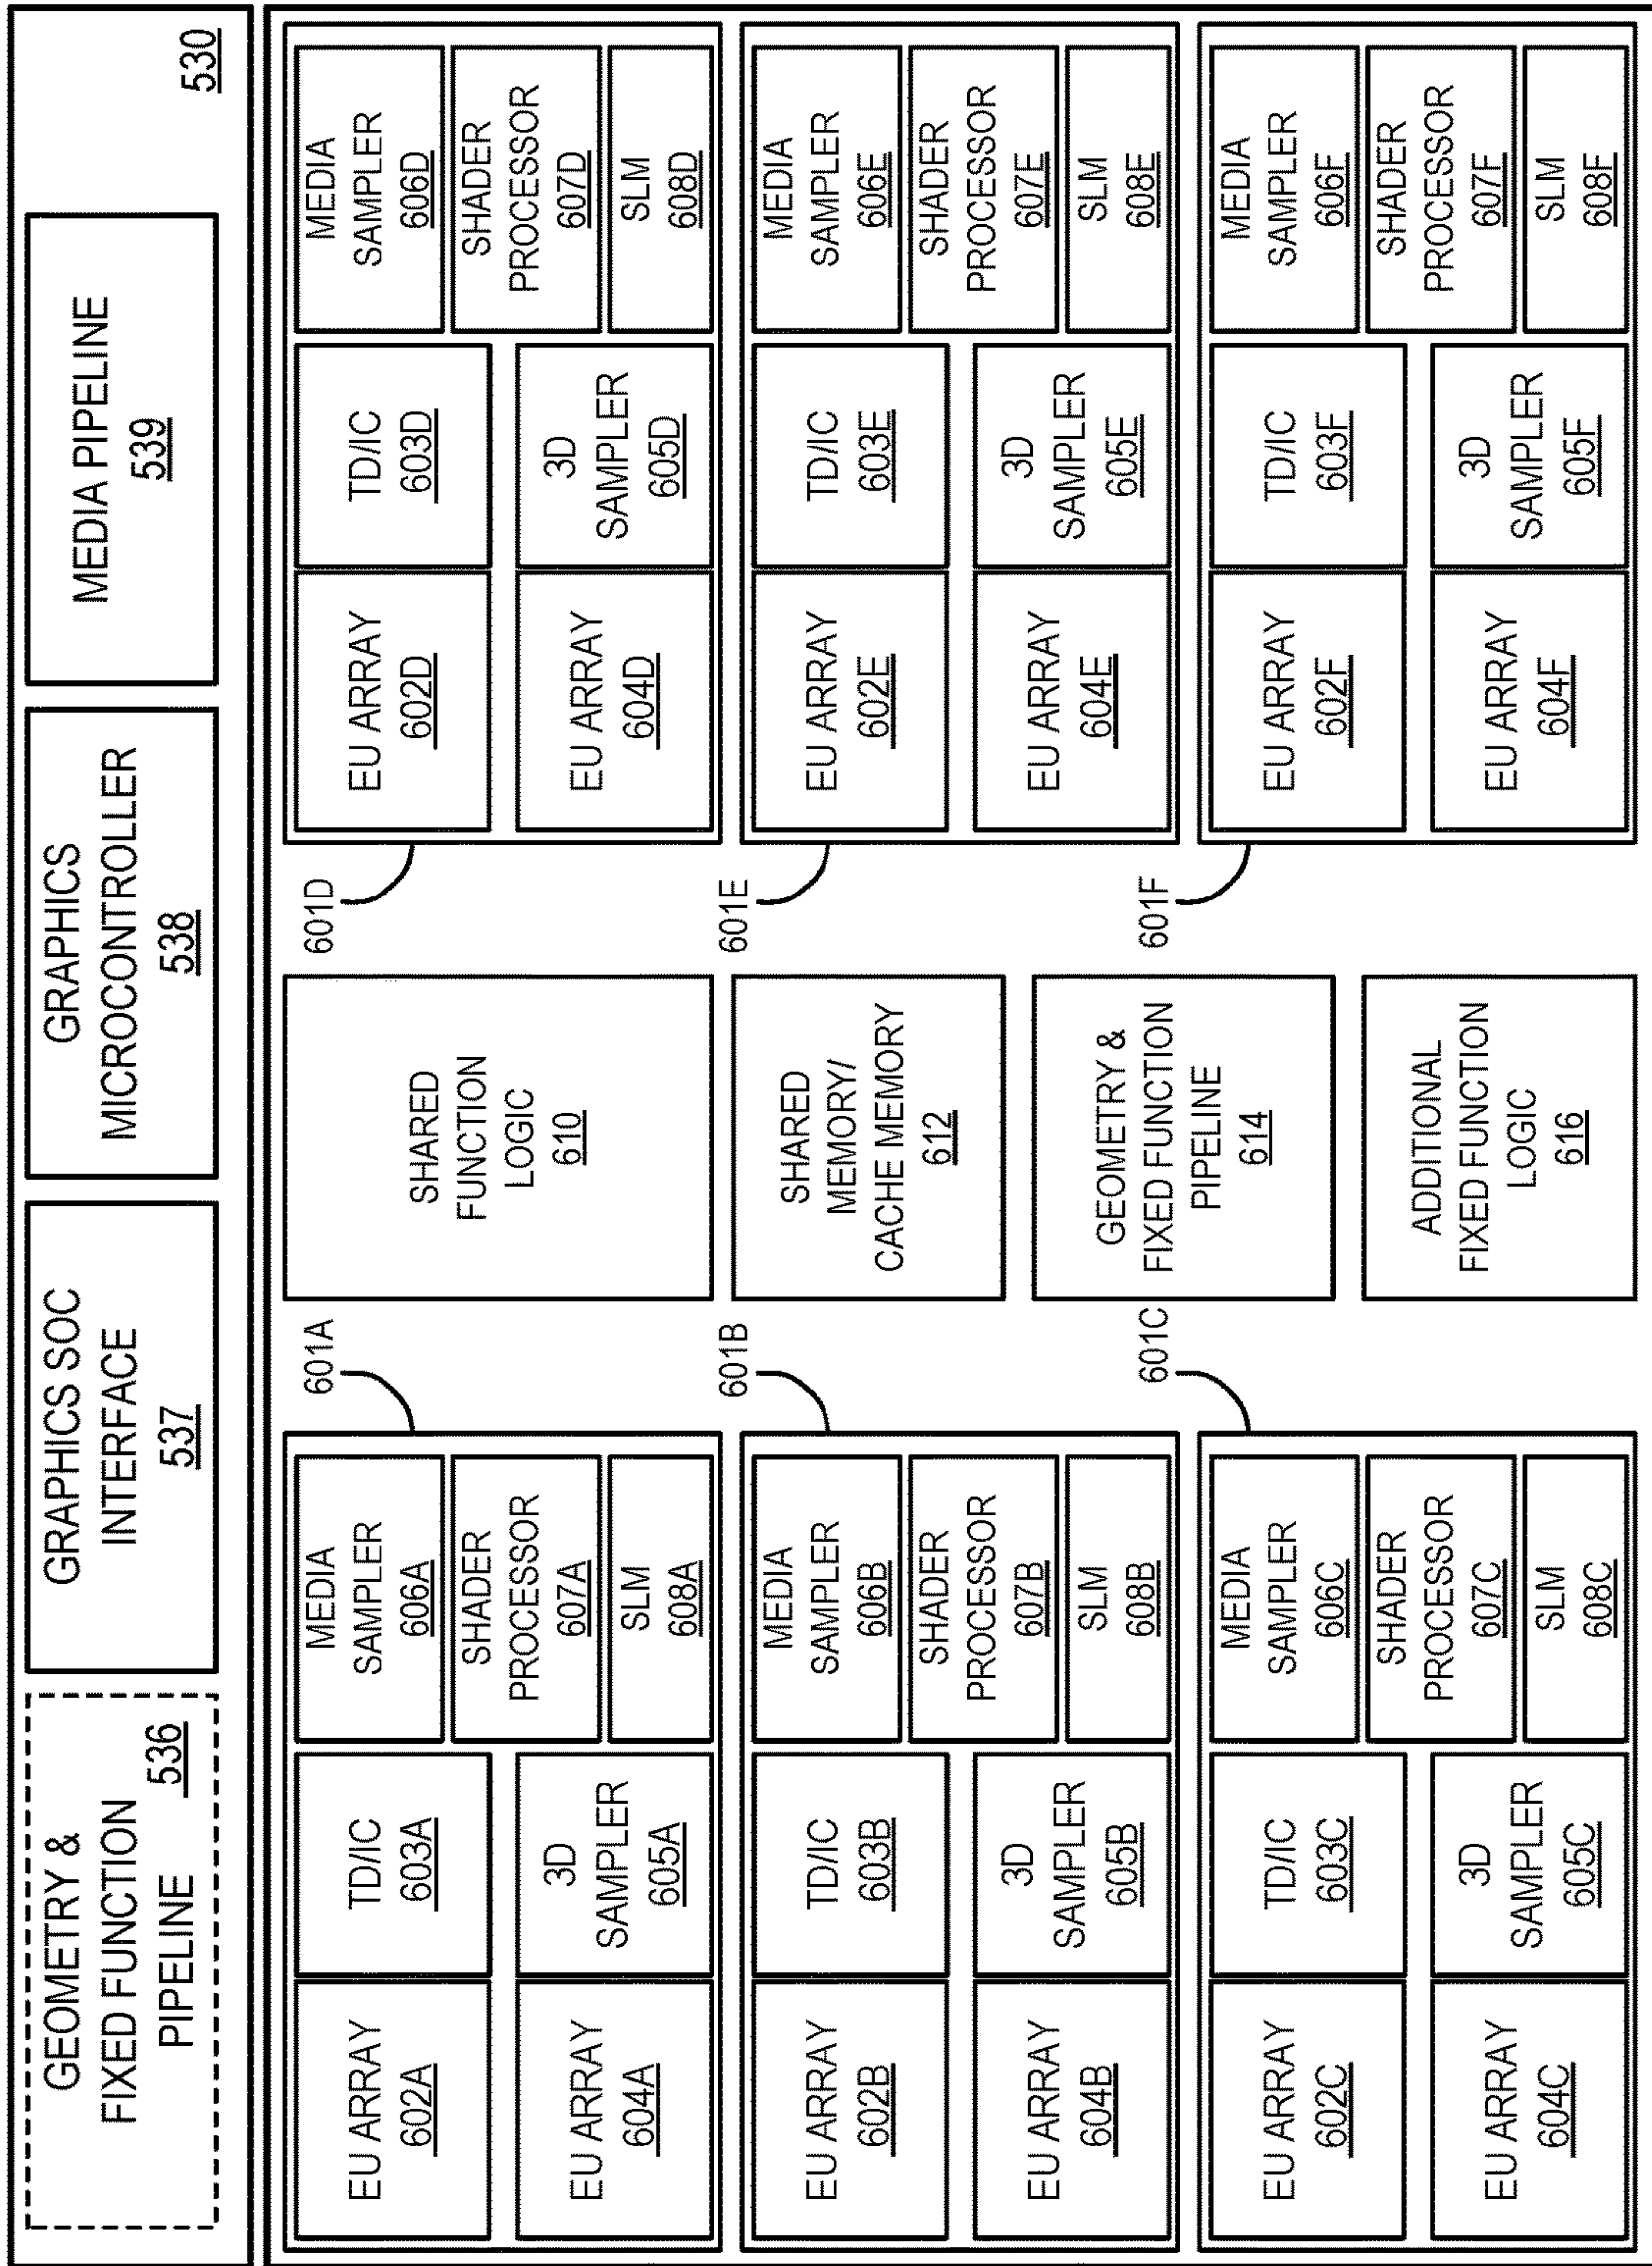 GEOMETRY &
FIXED FUNCTION
PIPELINE
536
GRAPHICS SOC
INTERFACE
537
GRAPHICS
MICROCONTROLLER
538
MEDIA PIPELINE
539
530
601A
EU ARRAY
602A
TD/IC
603A
MEDIA
SAMPLER
606A
SHADER
PROCESSOR
607A
EU ARRAY
604A
3D
SAMPLER
605A
SLM
608A
SHARED
FUNCTION
LOGIC
610
601D
EU ARRAY
602D
TD/IC
603D
MEDIA
SAMPLER
606D
SHADER
PROCESSOR
607D
EU ARRAY
604D
3D
SAMPLER
605D
SLM
608D
601B
EU ARRAY
602B
TD/IC
603B
MEDIA
SAMPLER
606B
SHADER
PROCESSOR
607B
EU ARRAY
604B
3D
SAMPLER
605B
SLM
608B
SHARED
MEMORY/
CACHE MEMORY
612
601E
EU ARRAY
602E
TD/IC
603E
MEDIA
SAMPLER
606E
SHADER
PROCESSOR
607E
EU ARRAY
604E
3D
SAMPLER
605E
SLM
608E
GEOMETRY &
FIXED FUNCTION
PIPELINE
614
601C
EU ARRAY
602C
TD/IC
603C
MEDIA
SAMPLER
606C
SHADER
PROCESSOR
607C
EU ARRAY
604C
3D
SAMPLER
605C
SLM
608C
ADDITIONAL
FIXED FUNCTION
LOGIC
616
601F
EU ARRAY
602F
TD/IC
603F
MEDIA
SAMPLER
606F
SHADER
PROCESSOR
607F
EU ARRAY
604F
3D
SAMPLER
605F
SLM
608F